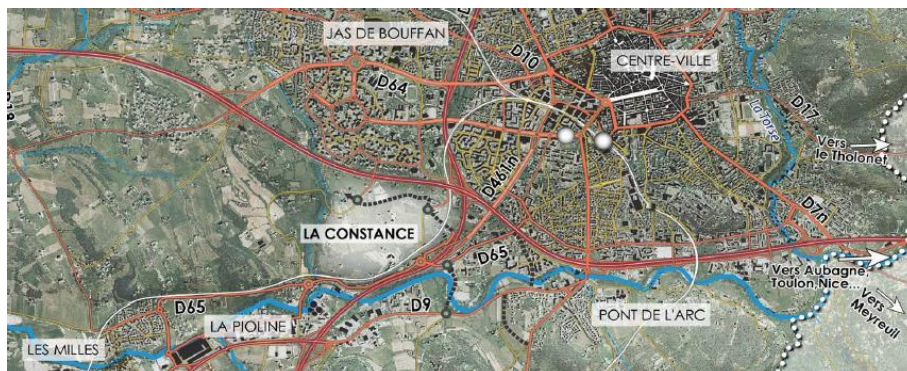 JAS DE BOUFFAN
D10
CENTRE-VILLE
D64
La Torse
D17
Vers
le Tholonet
D461n
D7n
LA CONSTANCE
D65
Vers Aubagne,
Toulon, Nice...
Vers
Meyreuil
D65
D9
LA PIOLINE
PONT DE L'ARC
LES MILLES